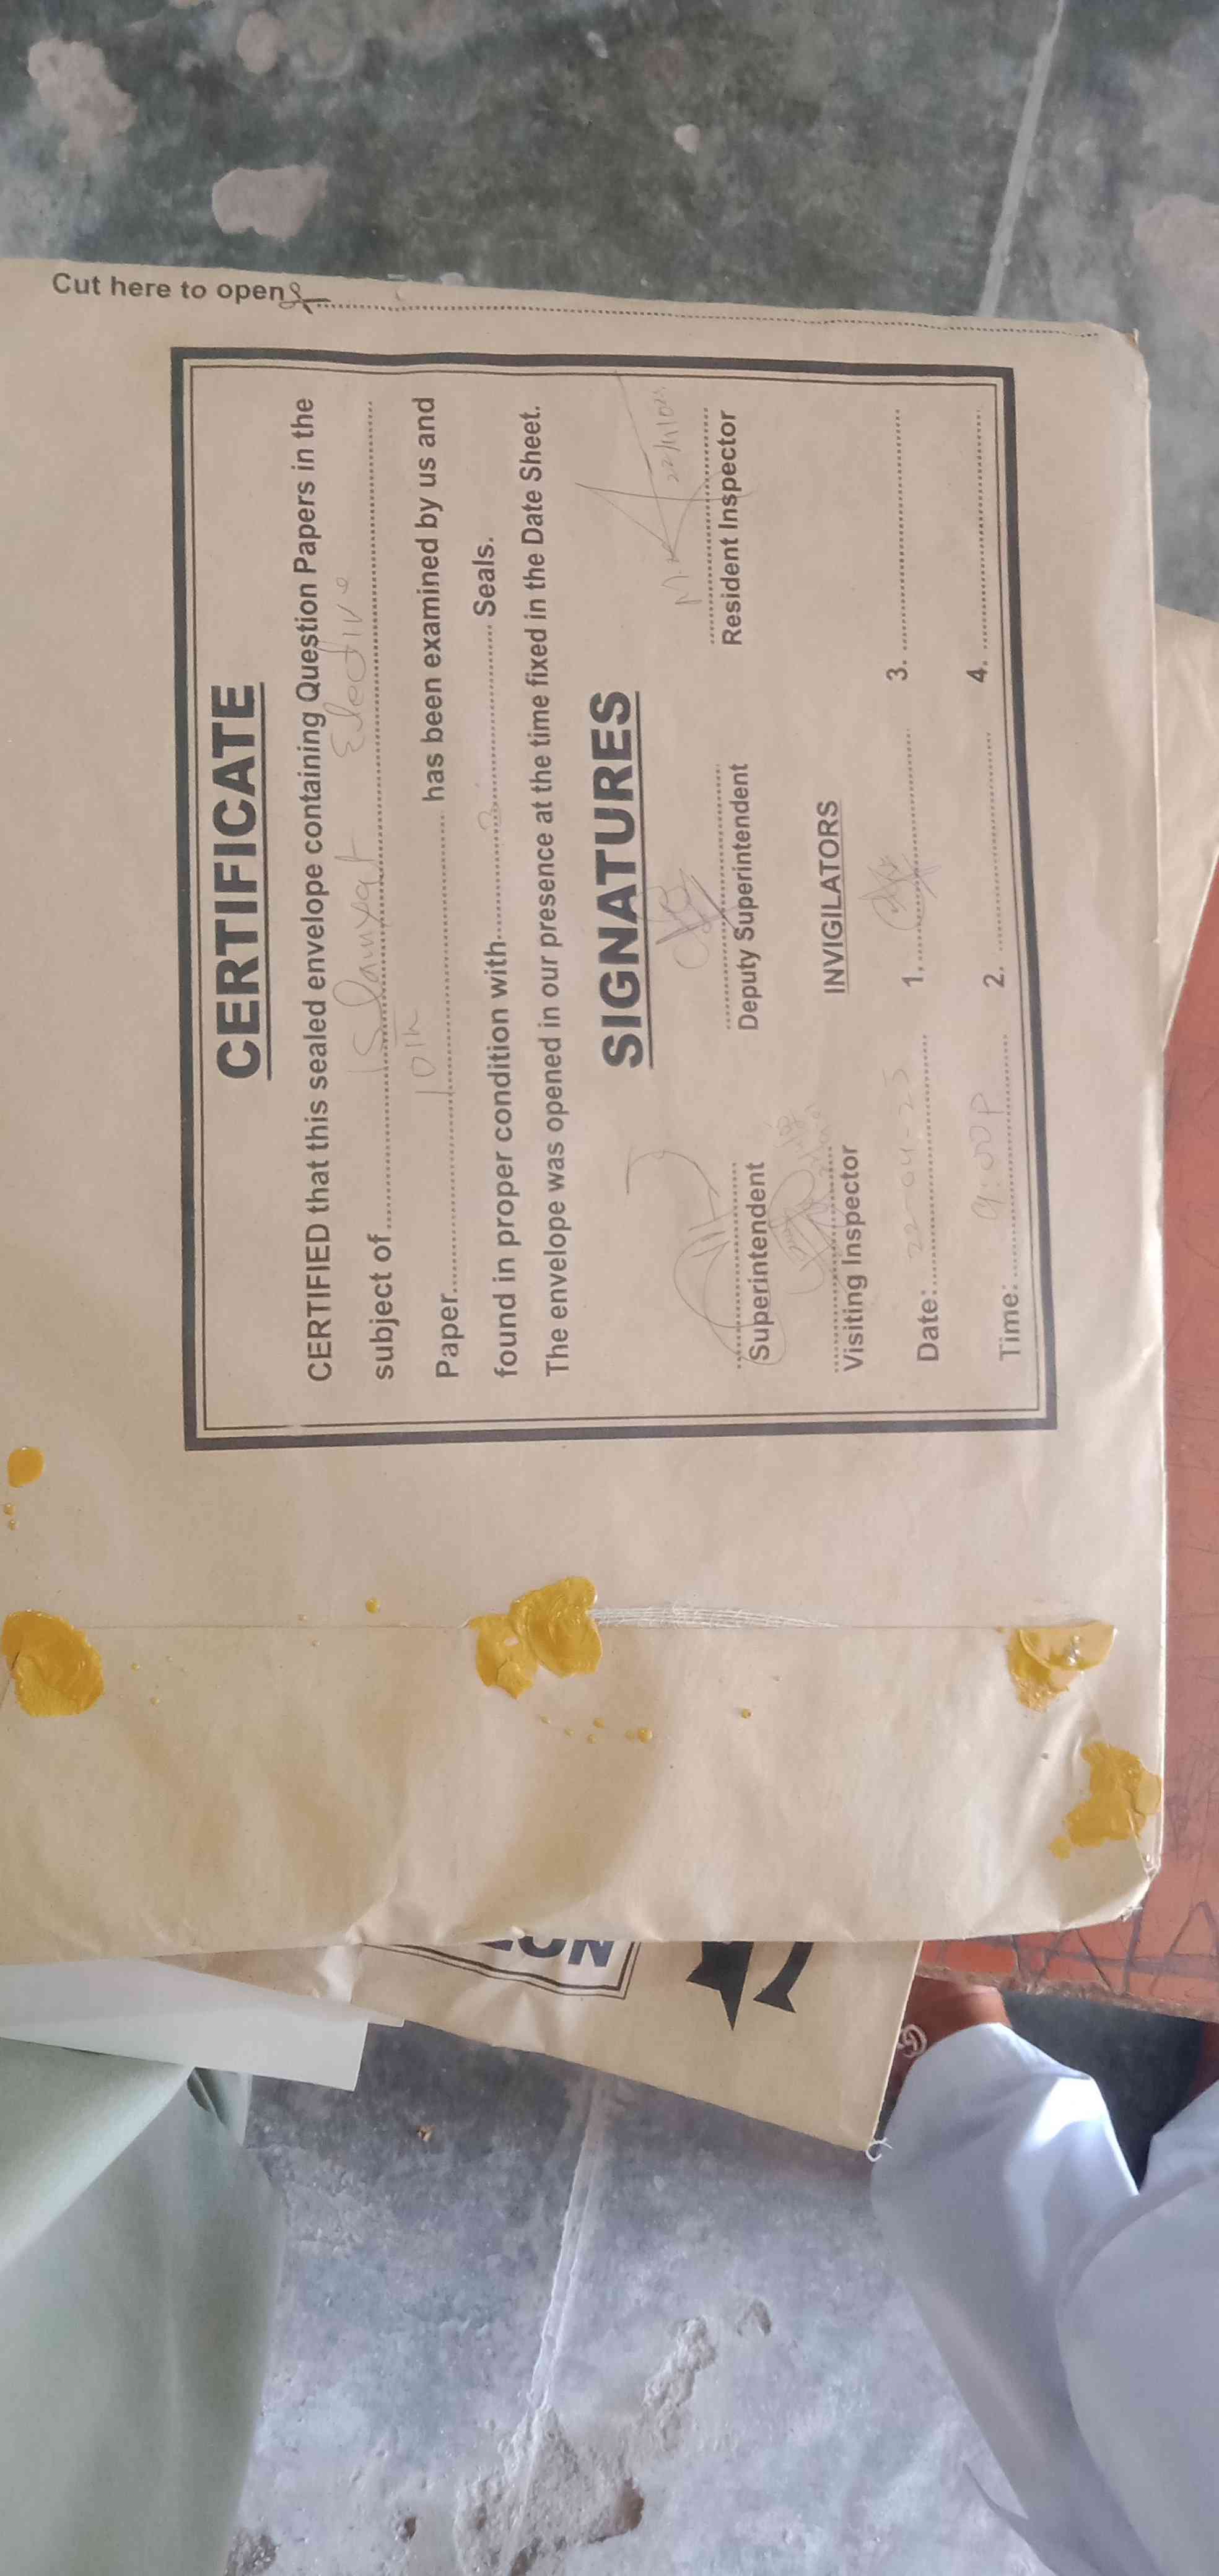 Cut here to open
CERTIFICATE
CERTIFIED that this sealed envelope containing Question Papers in the
subject of Islamyat Elective
Paper 10th has been examined by us and
found in proper condition with Seals.
The envelope was opened in our presence at the time fixed in the Date Sheet.
SIGNATURES
Superintendent Deputy Superintendent Resident Inspector
Visiting Inspector INVIGILATORS
Date: 22-04-25 1. 3.
Time: 9:00 P 2. 4.